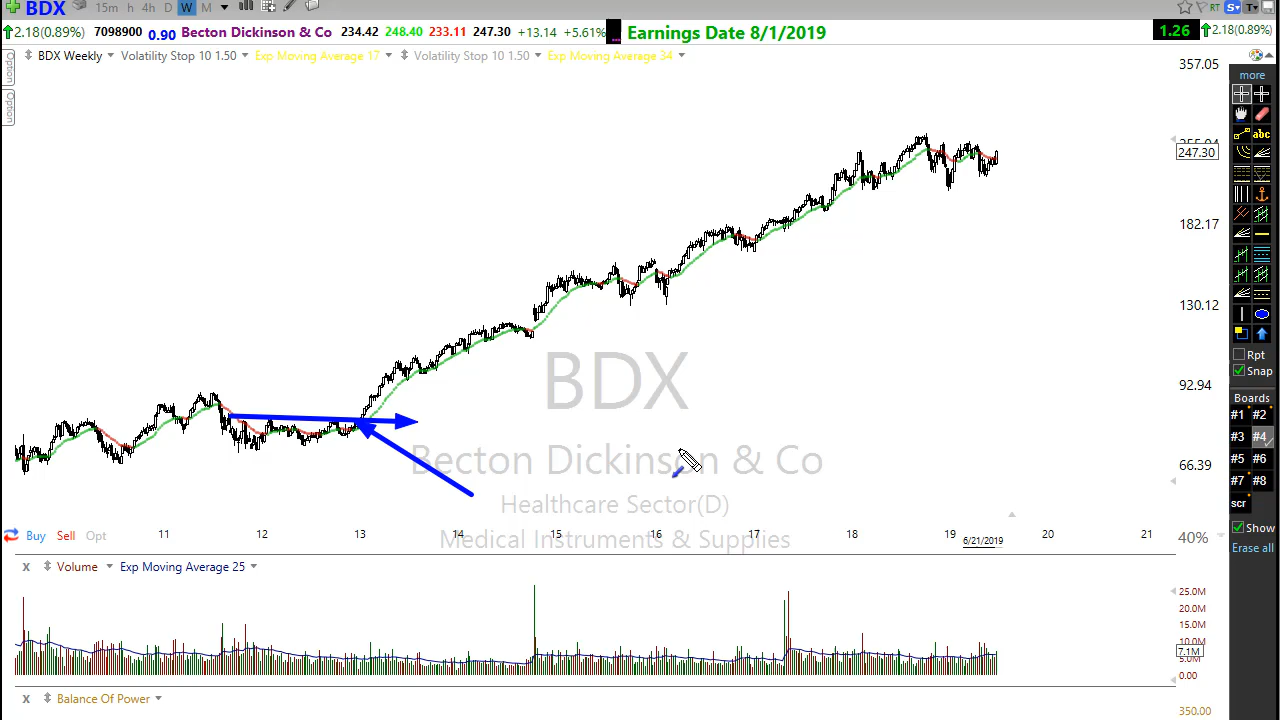 BDX 15m h 4h D W M RT S T
2.18(0.89%) 7098900 0.90 Becton Dickinson & Co 234.42 248.40 233.11 247.30 +13.14 +5.61% Earnings Date 8/1/2019 1.26 2.18(0.89%)
BDX Weekly Volatility Stop 10 1.50 Exp Moving Average 17 Volatility Stop 10 1.50 Exp Moving Average 34
Option
Option
357.05
247.30
182.17
130.12
92.94
66.39
40%
BDX
Becton Dickinson & Co
Healthcare Sector(D)
Medical Instruments & Supplies
Buy Sell Opt 11 12 13 14 15 16 17 18 19 6/21/2019 20 21
x Volume Exp Moving Average 25
25.0M
20.0M
15.0M
10.0M
7.1M
5.0M
0.00
x Balance Of Power
350.00
more
abc
Rpt
Snap
Boards
#1 #2
#3 #4
#5 #6
#7 #8
scr
Show
Erase all